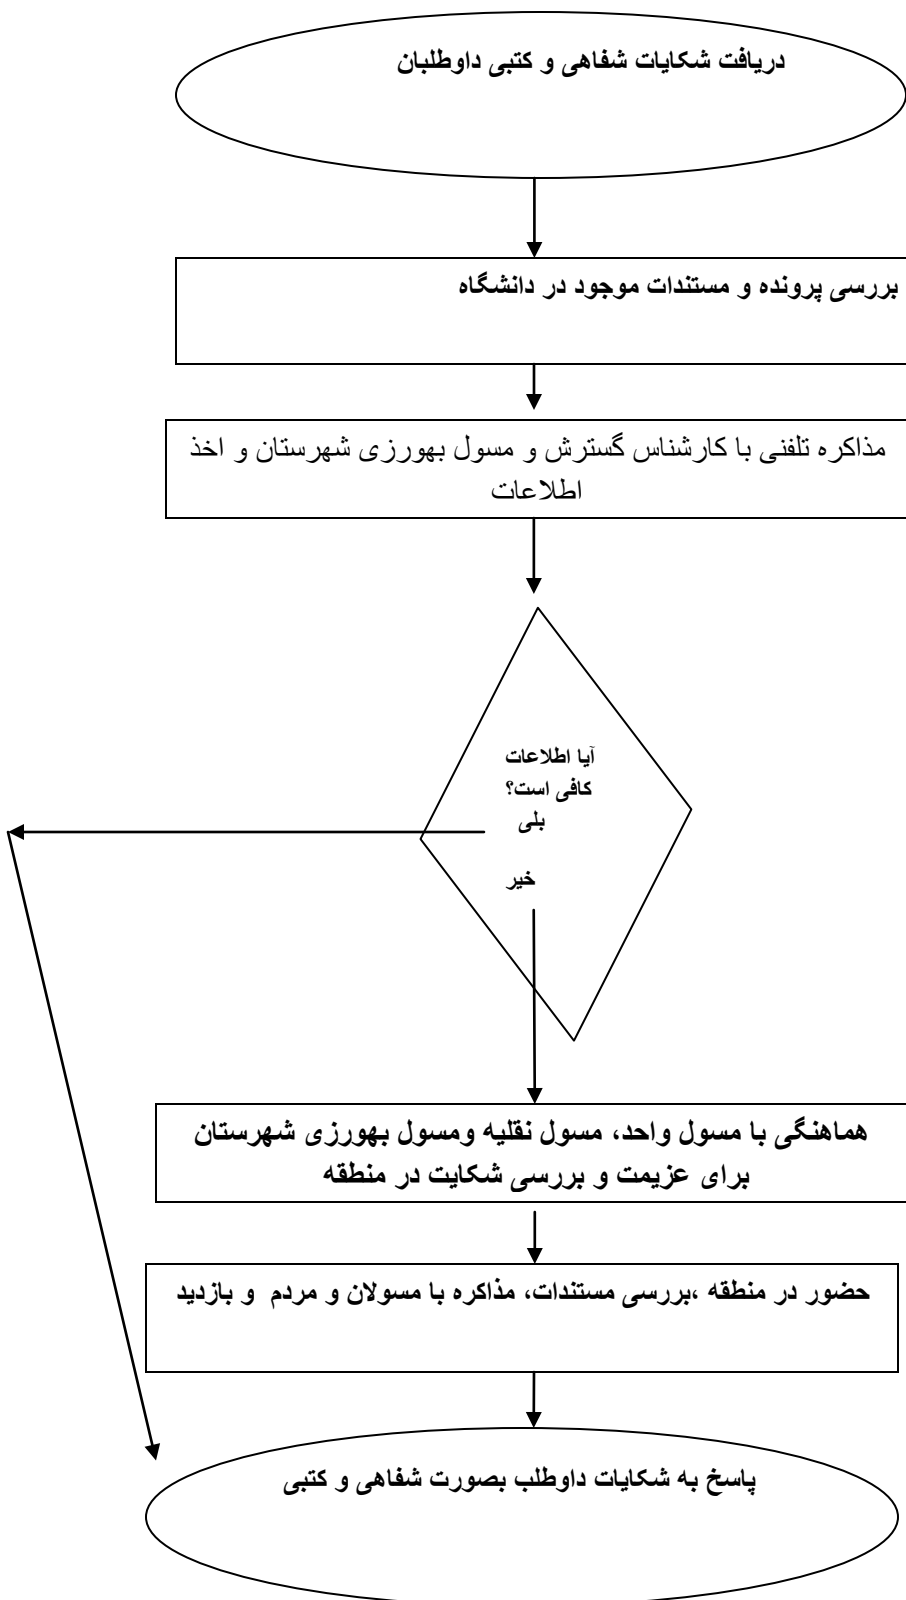 دریافت شکایات شفاهی و کتبی داوطلبان
بررسی پرونده و مستندات موجود در دانشگاه
مذاکره تلفنی با کارشناس گسترش و مسول بهورزی شهرستان و اخذ
اطلاعات
آیا اطلاعات
کافی است؟
بلی
خیر
هماهنگی با مسول واحد، مسول نقلیه ومسول بهورزی شهرستان
برای عزیمت و بررسی شکایت در منطقه
حضور در منطقه ،بررسی مستندات، مذاکره با مسولان و مردم و بازدید
پاسخ به شکایات داوطلب بصورت شفاهی و کتبی